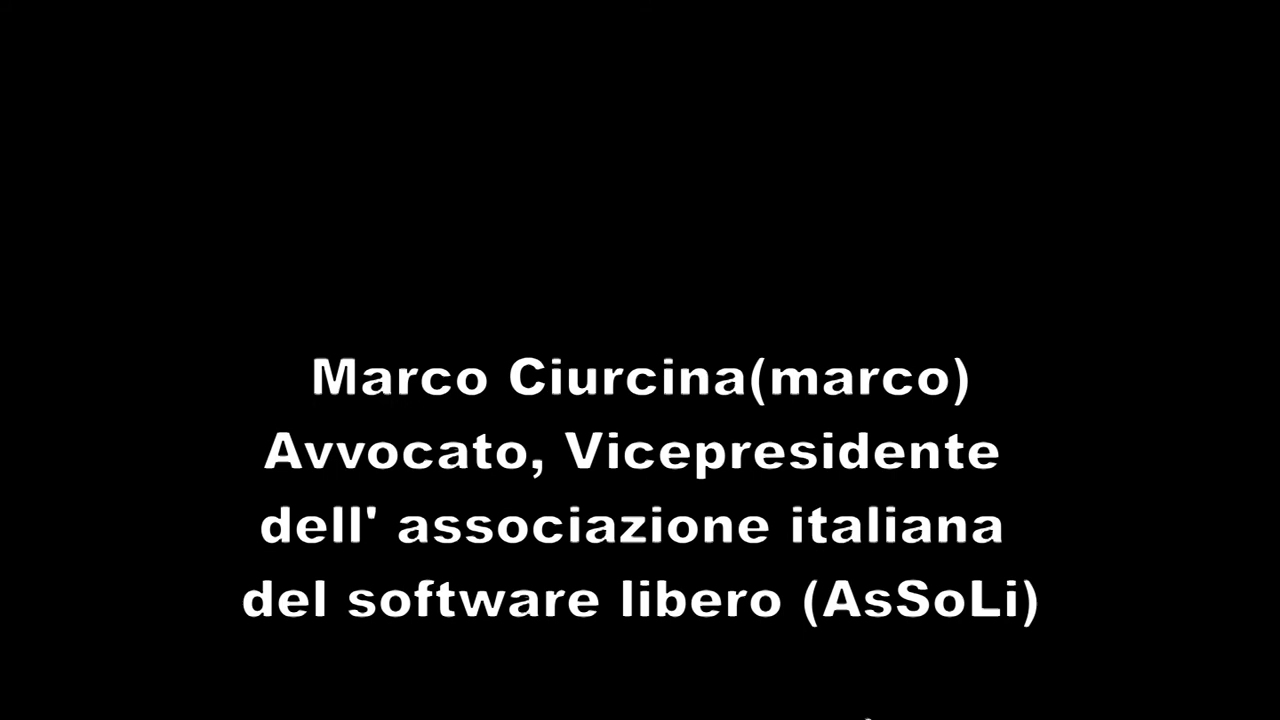 Marco Ciurcina(marco)
Avvocato, Vicepresidente
dell' associazione italiana
del software libero (AsSoLi)